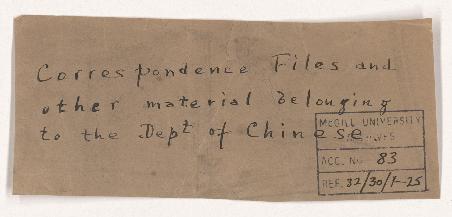 Correspondence Files and
other material belonging
to the Dept of Chinese
McGILL UNIVERSITY
ARCHIVES
ACC. No. 83
REF. 32/30/1-25